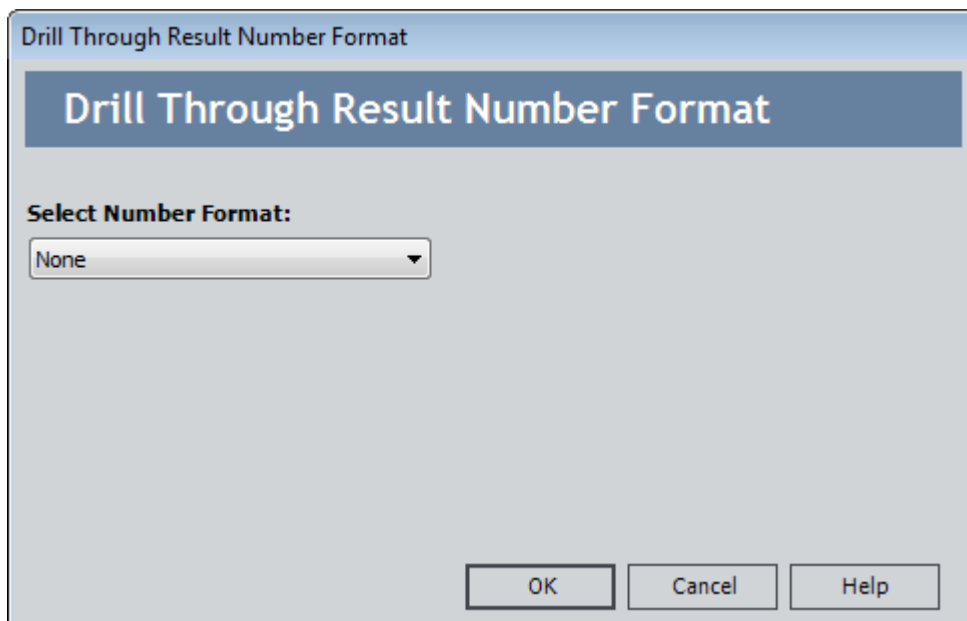 Drill Through Result Number Format
Drill Through Result Number Format
Select Number Format:
None
OK Cancel Help